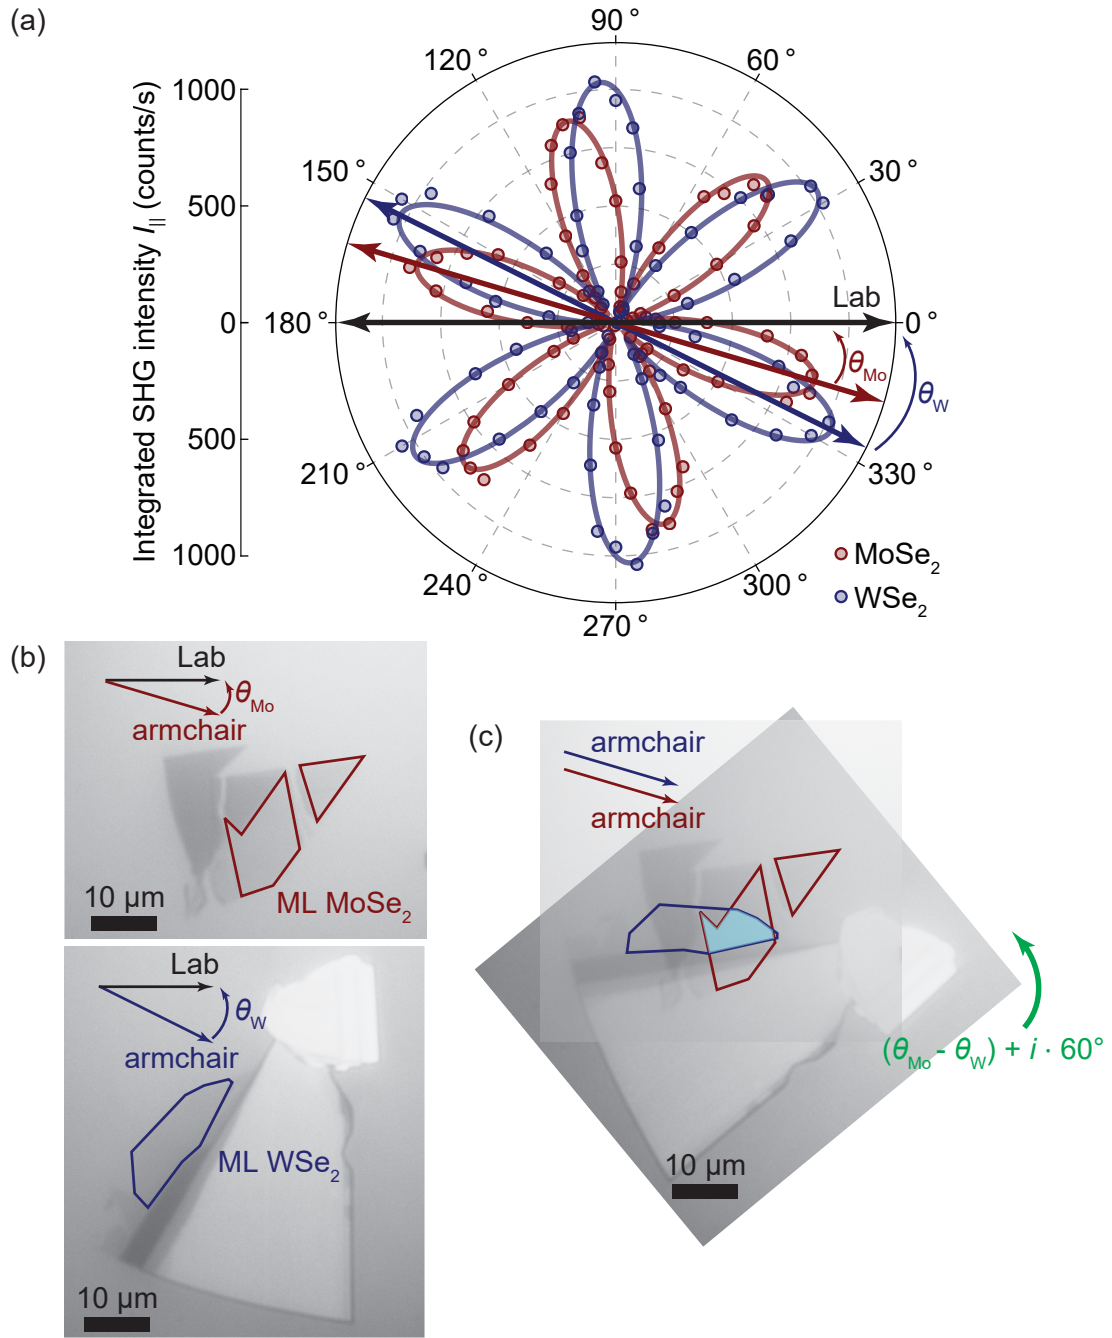 (a)
Integrated SHG intensity I|| (counts/s)
1000
500
0
500
1000
90 °
120 °
60 °
150 °
30 °
180 °
0 °
210 °
330 °
240 °
300 °
270 °
Lab
θMo
θW
MoSe2
WSe2
(b)
Lab
θMo
armchair
10 μm
ML MoSe2
Lab
θW
armchair
ML WSe2
10 μm
(c)
armchair
armchair
(θMo - θW) + i · 60°
10 μm